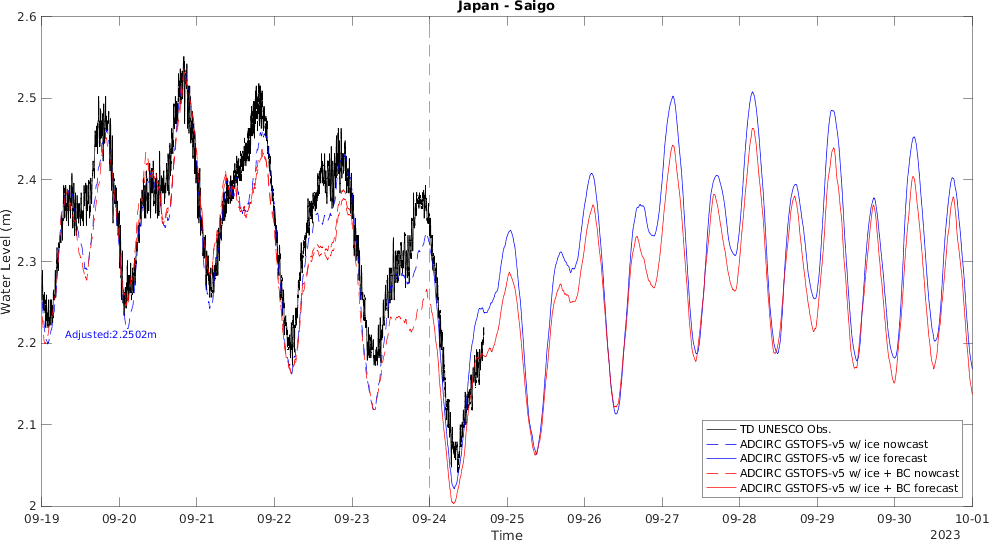 Japan - Saigo
2.6
2.5
2.4
2.3
2.2
2.1
2
Water Level (m)
Adjusted:2.2502m
TD UNESCO Obs.
ADCIRC GSTOFS-v5 w/ ice nowcast
ADCIRC GSTOFS-v5 w/ ice forecast
ADCIRC GSTOFS-v5 w/ ice + BC nowcast
ADCIRC GSTOFS-v5 w/ ice + BC forecast
09-19 09-20 09-21 09-22 09-23 09-24 09-25 09-26 09-27 09-28 09-29 09-30 10-01
Time
2023